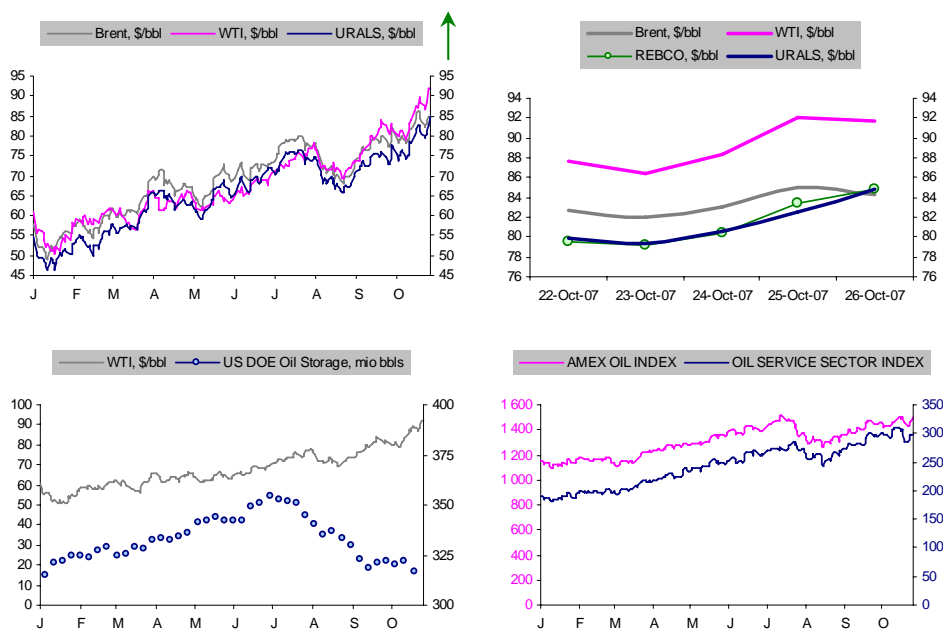 Brent, $/bbl WTI, $/bbl URALS, $/bbl
95 95
90 90
85 85
80 80
75 75
70 70
65 65
60 60
55 55
50 50
45 45
J F M A M J J A S O
Brent, $/bbl WTI, $/bbl
REBCO, $/bbl URALS, $/bbl
94 94
92 92
90 90
88 88
86 86
84 84
82 82
80 80
78 78
76 76
22-Oct-07 23-Oct-07 24-Oct-07 25-Oct-07 26-Oct-07
WTI, $/bbl US DOE Oil Storage, mio bbls
100 400
90
80
70 375
60
50 350
40
30
20 325
10
0 300
J F M A M J J A S O
AMEX OIL INDEX OIL SERVICE SECTOR INDEX
1 600 350
1 400 300
1 200 250
1 000 200
800
600 150
400 100
200 50
0 0
J F M A M J J A S O